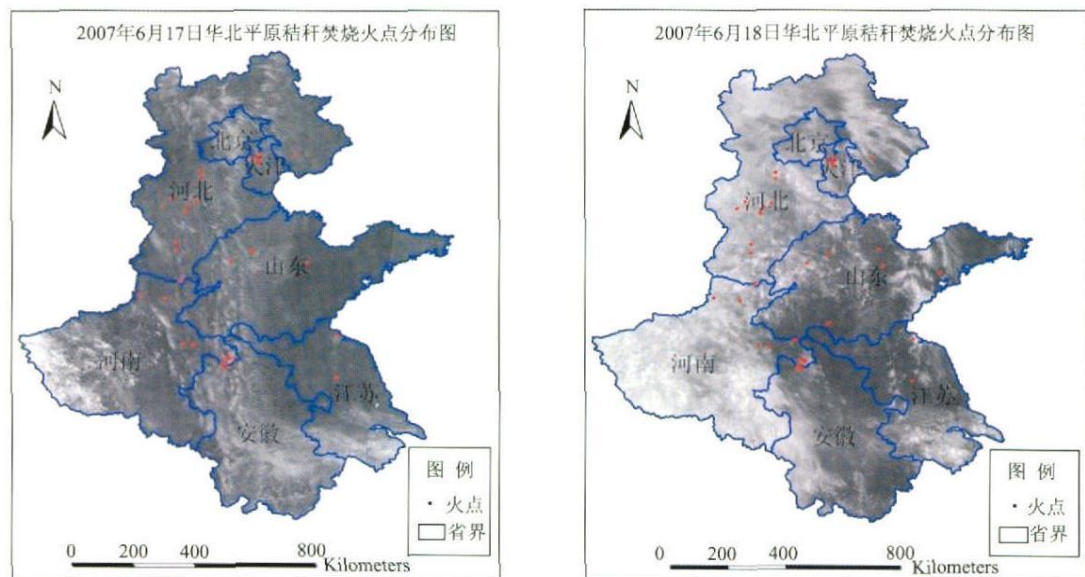 2007年6月17日华北平原秸秆焚烧火点分布图
N
北京
天津
河北
山东
河南
江苏
安徽
图 例
火点
省界
0 200 400 800
Kilometers
2007年6月18日华北平原秸秆焚烧火点分布图
N
北京
天津
河北
山东
河南
江苏
安徽
图 例
火点
省界
0 200 400 800
Kilometers